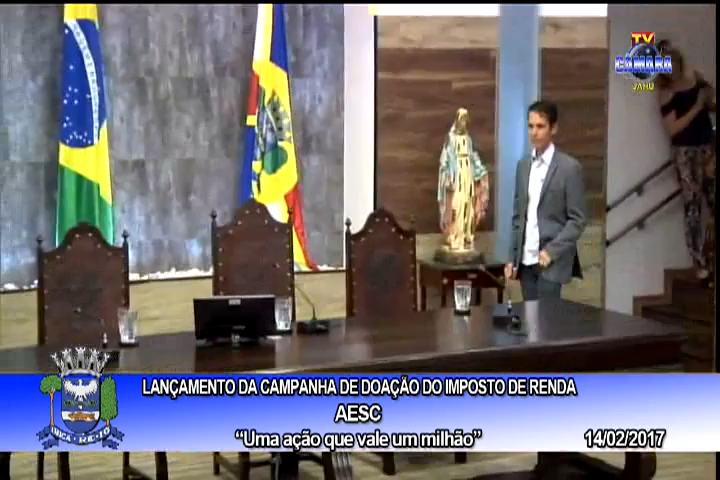 TV
CÂMARA
JAHU
LANÇAMENTO DA CAMPANHA DE DOAÇÃO DO IMPOSTO DE RENDA
AESC
“Uma ação que vale um milhão”
14/02/2017